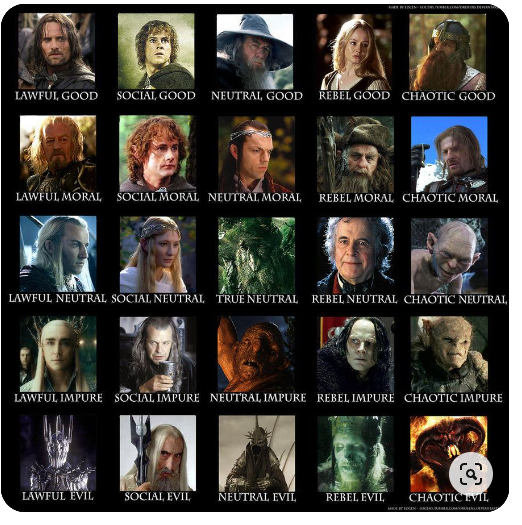 LAWFUL GOOD
SOCIAL GOOD
NEUTRAL GOOD
REBEL GOOD
CHAOTIC GOOD
LAWFUL MORAL
SOCIAL MORAL
NEUTRAL MORAL
REBEL MORAL
CHAOTIC MORAL
LAWFUL NEUTRAL
SOCIAL NEUTRAL
TRUE NEUTRAL
REBEL NEUTRAL
CHAOTIC NEUTRAL
LAWFUL IMPURE
SOCIAL IMPURE
NEUTRAL IMPURE
REBEL IMPURE
CHAOTIC IMPURE
LAWFUL EVIL
SOCIAL EVIL
NEUTRAL EVIL
REBEL EVIL
CHAOTIC EVIL